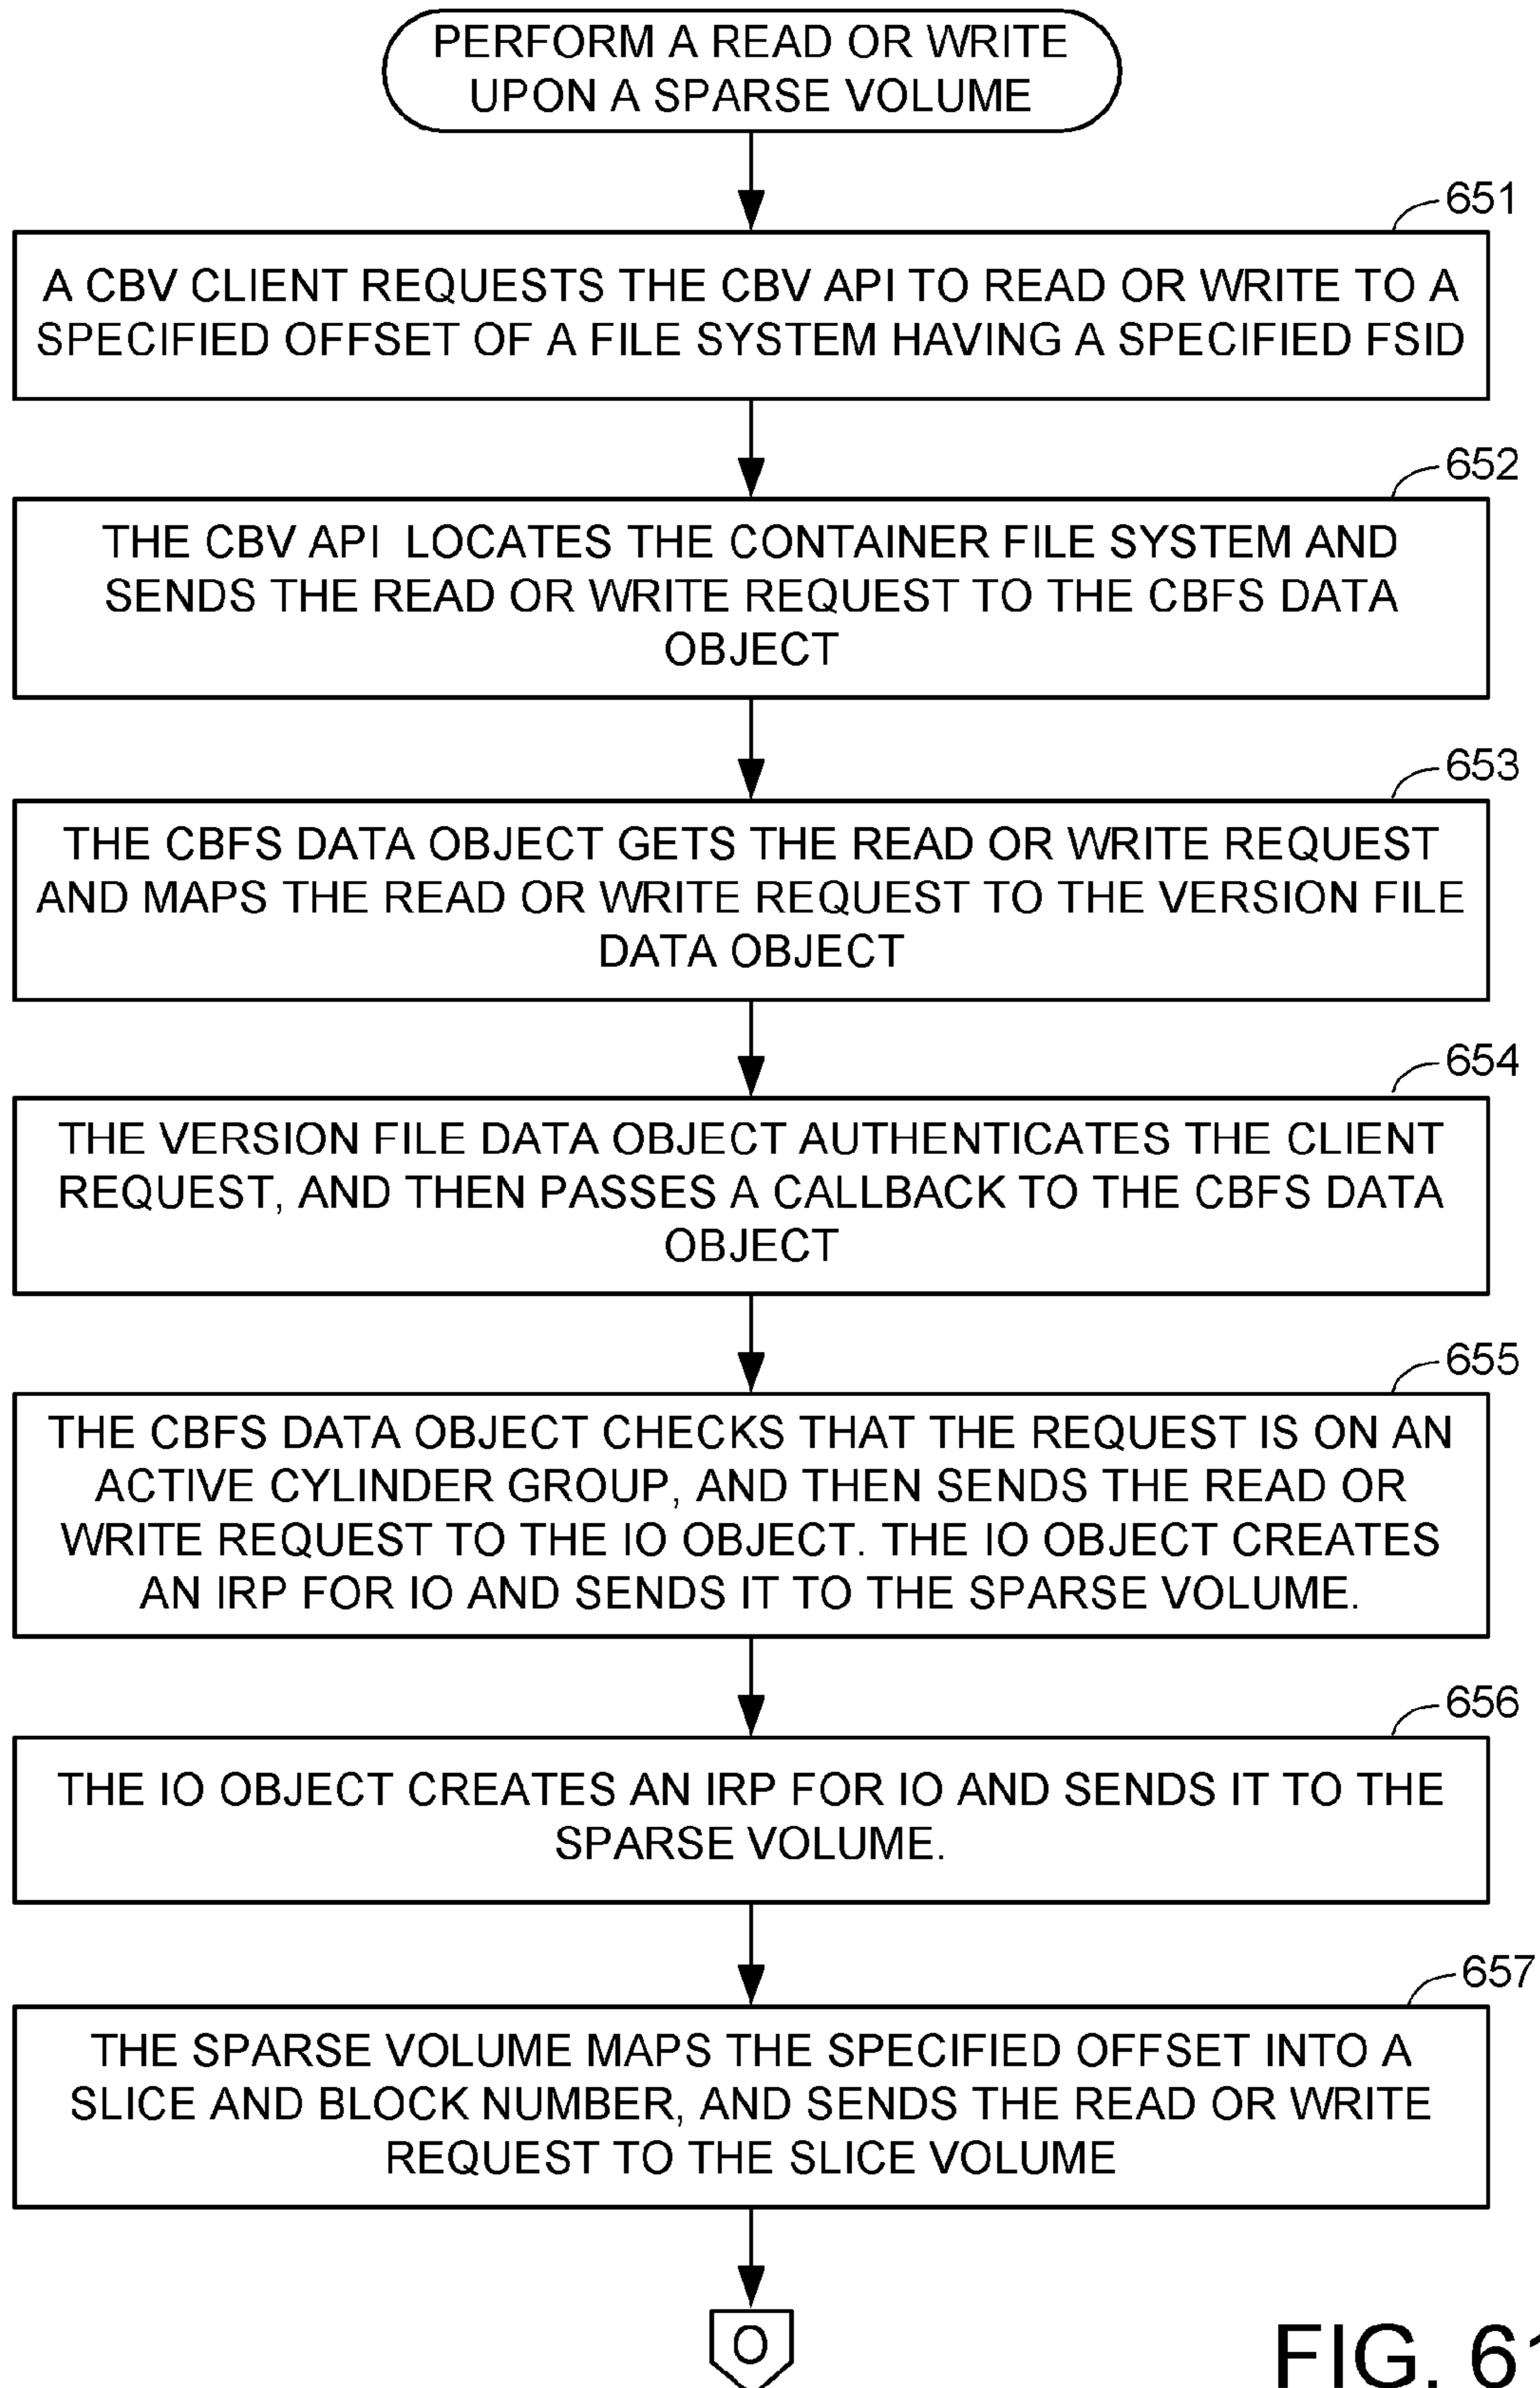 PERFORM A READ OR WRITE
UPON A SPARSE VOLUME
651
A CBV CLIENT REQUESTS THE CBV API TO READ OR WRITE TO A
SPECIFIED OFFSET OF A FILE SYSTEM HAVING A SPECIFIED FSID
652
THE CBV API LOCATES THE CONTAINER FILE SYSTEM AND
SENDS THE READ OR WRITE REQUEST TO THE CBFS DATA
OBJECT
653
THE CBFS DATA OBJECT GETS THE READ OR WRITE REQUEST
AND MAPS THE READ OR WRITE REQUEST TO THE VERSION FILE
DATA OBJECT
654
THE VERSION FILE DATA OBJECT AUTHENTICATES THE CLIENT
REQUEST, AND THEN PASSES A CALLBACK TO THE CBFS DATA
OBJECT
655
THE CBFS DATA OBJECT CHECKS THAT THE REQUEST IS ON AN
ACTIVE CYLINDER GROUP, AND THEN SENDS THE READ OR
WRITE REQUEST TO THE IO OBJECT. THE IO OBJECT CREATES
AN IRP FOR IO AND SENDS IT TO THE SPARSE VOLUME.
656
THE IO OBJECT CREATES AN IRP FOR IO AND SENDS IT TO THE
SPARSE VOLUME.
657
THE SPARSE VOLUME MAPS THE SPECIFIED OFFSET INTO A
SLICE AND BLOCK NUMBER, AND SENDS THE READ OR WRITE
REQUEST TO THE SLICE VOLUME
O
FIG. 61